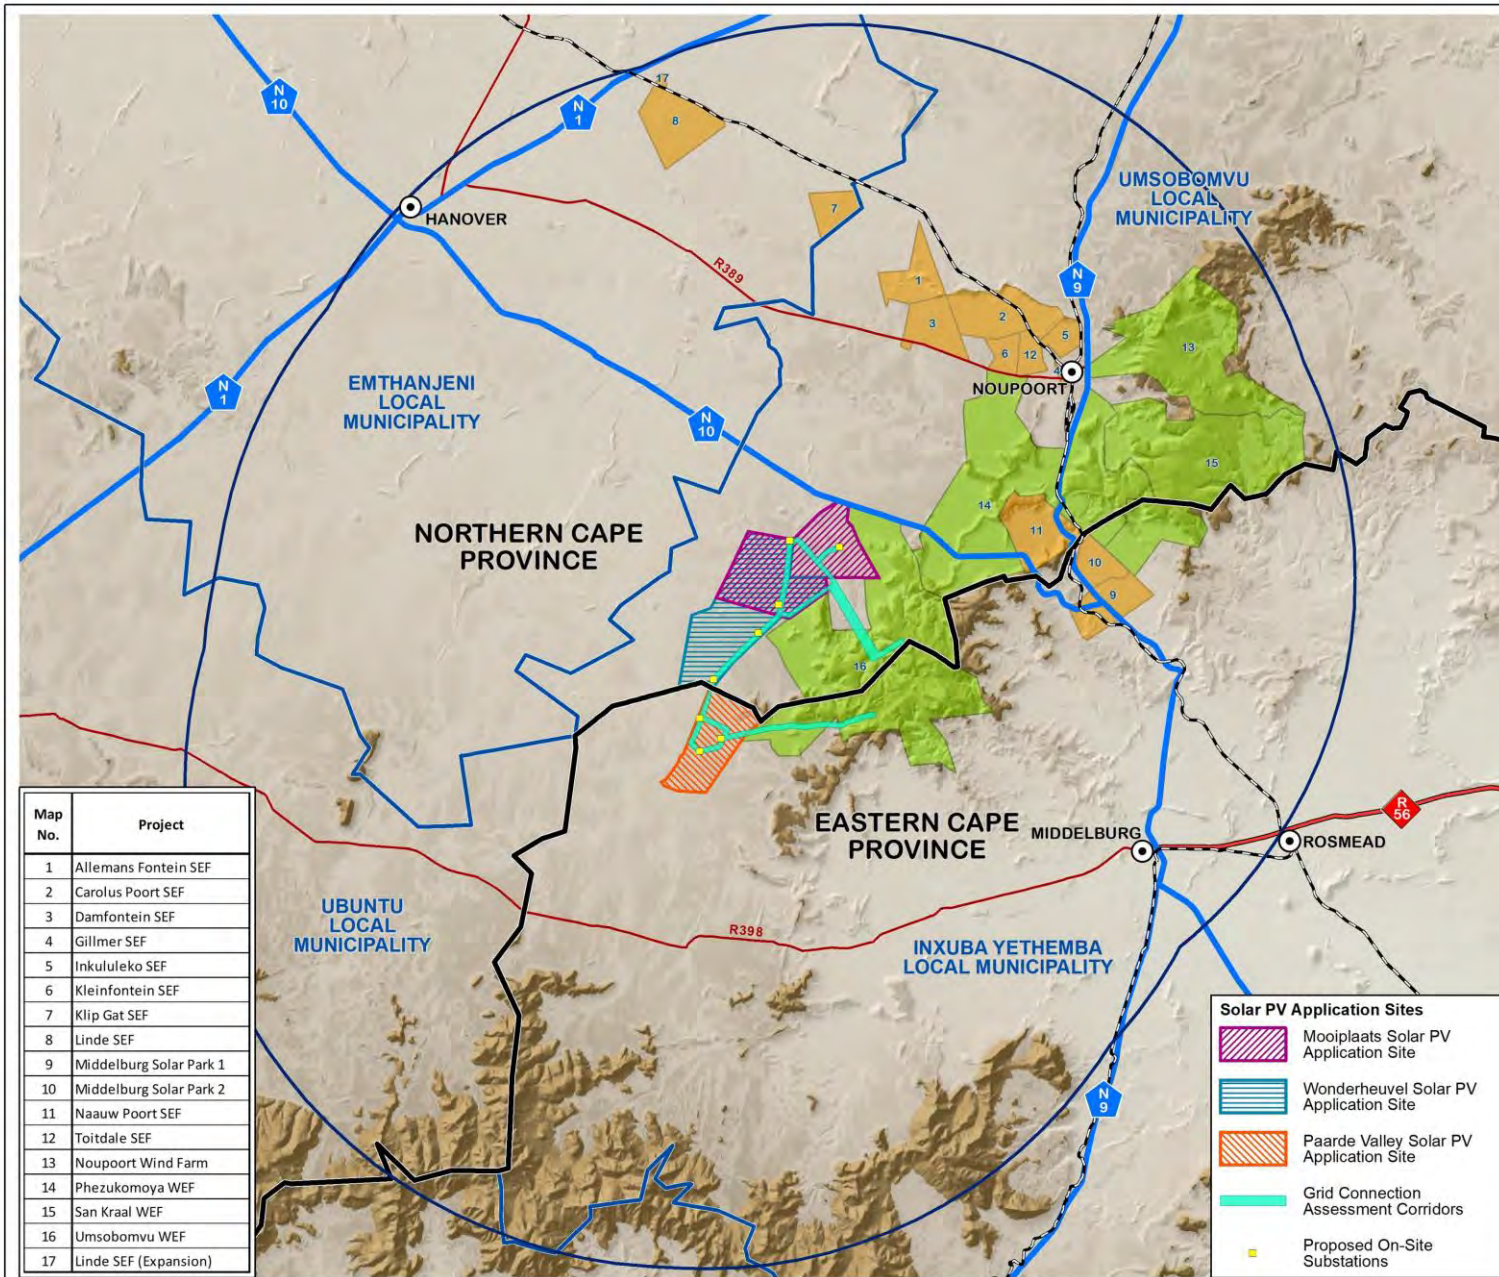 17
N
10
N
1
8
UMSOBOMVU
LOCAL
MUNICIPALITY
HANOVER
7
R389
N
9
1
2
3
5
13
6
12
4
NOUPOORT
EMTHANJENI
LOCAL
MUNICIPALITY
N
1
N
10
15
14
11
NORTHERN CAPE
PROVINCE
10
9
16
EASTERN CAPE
PROVINCE
MIDDELBURG
R
56
ROSMEAD
UBUNTU
LOCAL
MUNICIPALITY
R398
INXUBA YETHEMBA
LOCAL MUNICIPALITY
N
9
Map No. Project
1 Allemans Fontein SEF
2 Carolus Poort SEF
3 Damfontein SEF
4 Gillmer SEF
5 Inkululeko SEF
6 Kleinfontein SEF
7 Klip Gat SEF
8 Linde SEF
9 Middelburg Solar Park 1
10 Middelburg Solar Park 2
11 Naauw Poort SEF
12 Toitdale SEF
13 Noupoort Wind Farm
14 Phezukomoya WEF
15 San Kraal WEF
16 Umsobomvu WEF
17 Linde SEF (Expansion)
Solar PV Application Sites
Mooiplaats Solar PV
Application Site
Wonderheuvel Solar PV
Application Site
Paarde Valley Solar PV
Application Site
Grid Connection
Assessment Corridors
Proposed On-Site
Substations